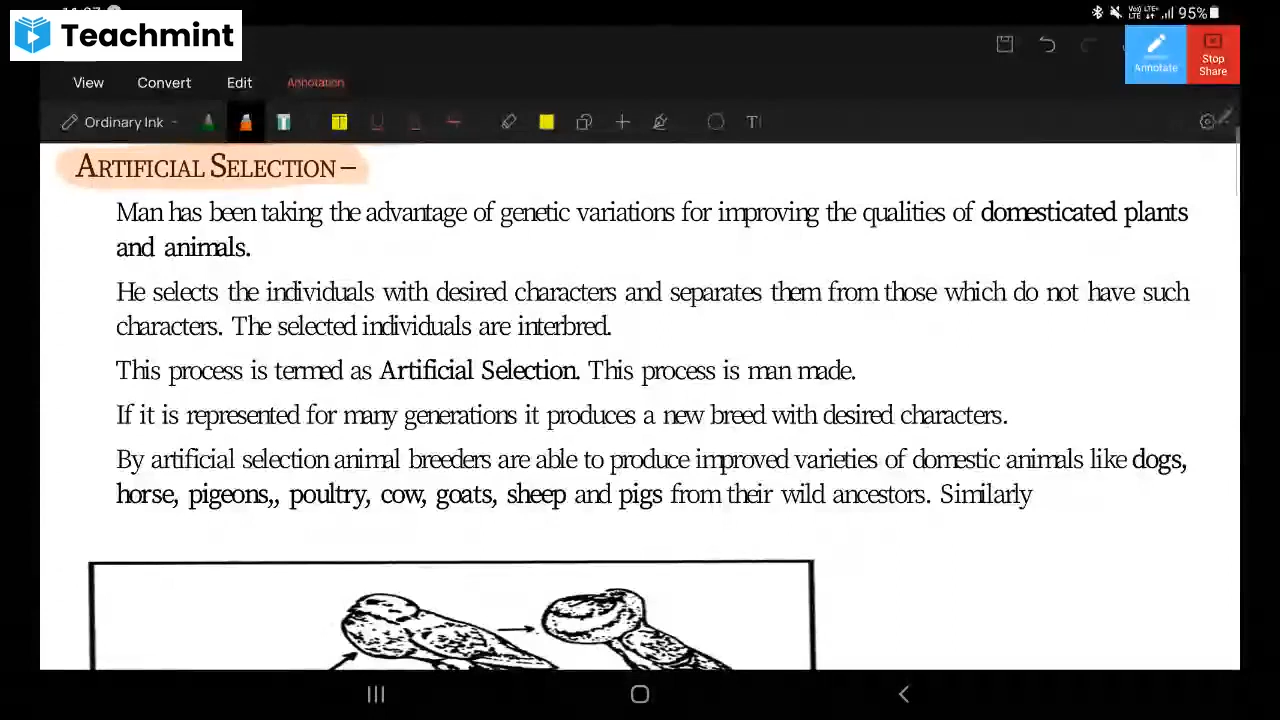 Teachmint
95%
Annotate
Stop
Share
View Convert Edit Annotation
Ordinary Ink
ARTIFICIAL SELECTION –
Man has been taking the advantage of genetic variations for improving the qualities of domesticated plants
and animals.
He selects the individuals with desired characters and separates them from those which do not have such
characters. The selected individuals are interbred.
This process is termed as Artificial Selection. This process is man made.
If it is represented for many generations it produces a new breed with desired characters.
By artificial selection animal breeders are able to produce improved varieties of domestic animals like dogs,
horse, pigeons,, poultry, cow, goats, sheep and pigs from their wild ancestors. Similarly